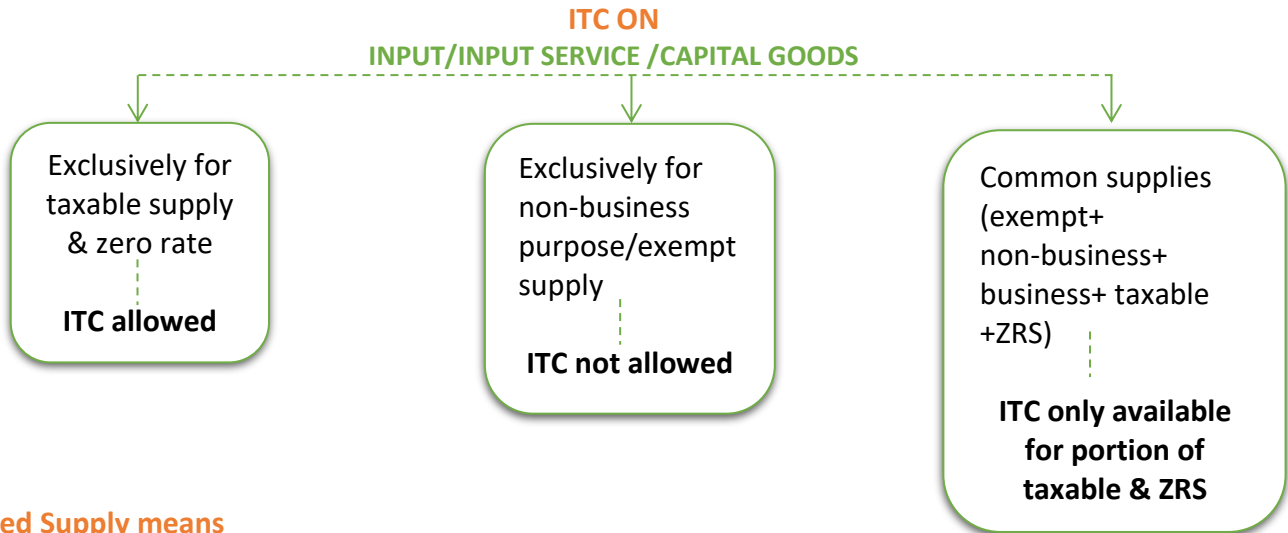 ITC ON
INPUT/INPUT SERVICE /CAPITAL GOODS
Exclusively for
taxable supply
& zero rate
ITC allowed
Exclusively for
non-business
purpose/exempt
supply
ITC not allowed
Common supplies
(exempt+
non-business+
business+ taxable
+ZRS)
ITC only available
for portion of
taxable & ZRS
ed Supply means